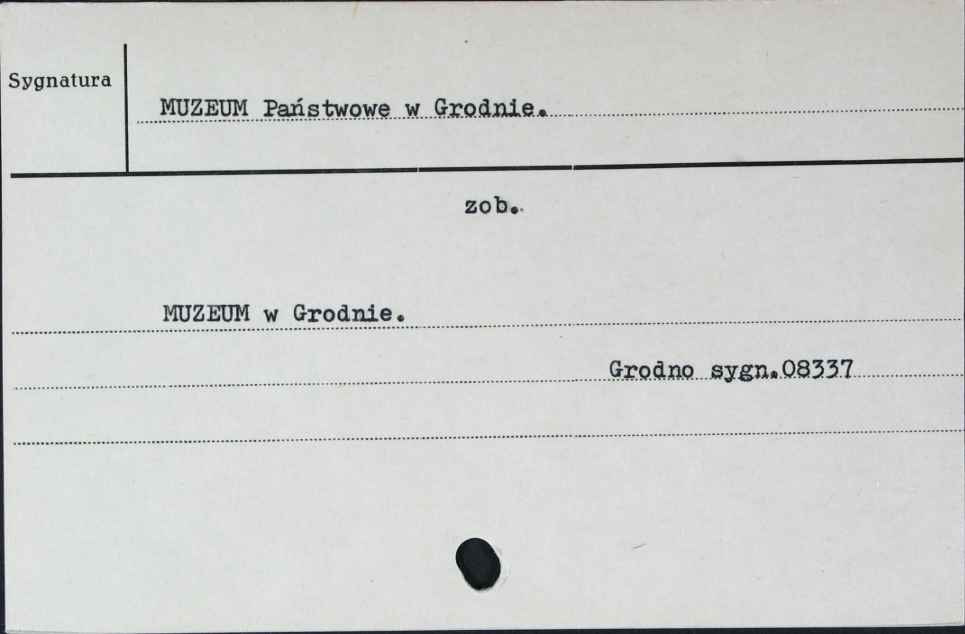 Sygnatura
MUZEUM Państwowe w Grodnie.
zob.
MUZEUM w Grodnie.
Grodno sygn.08337